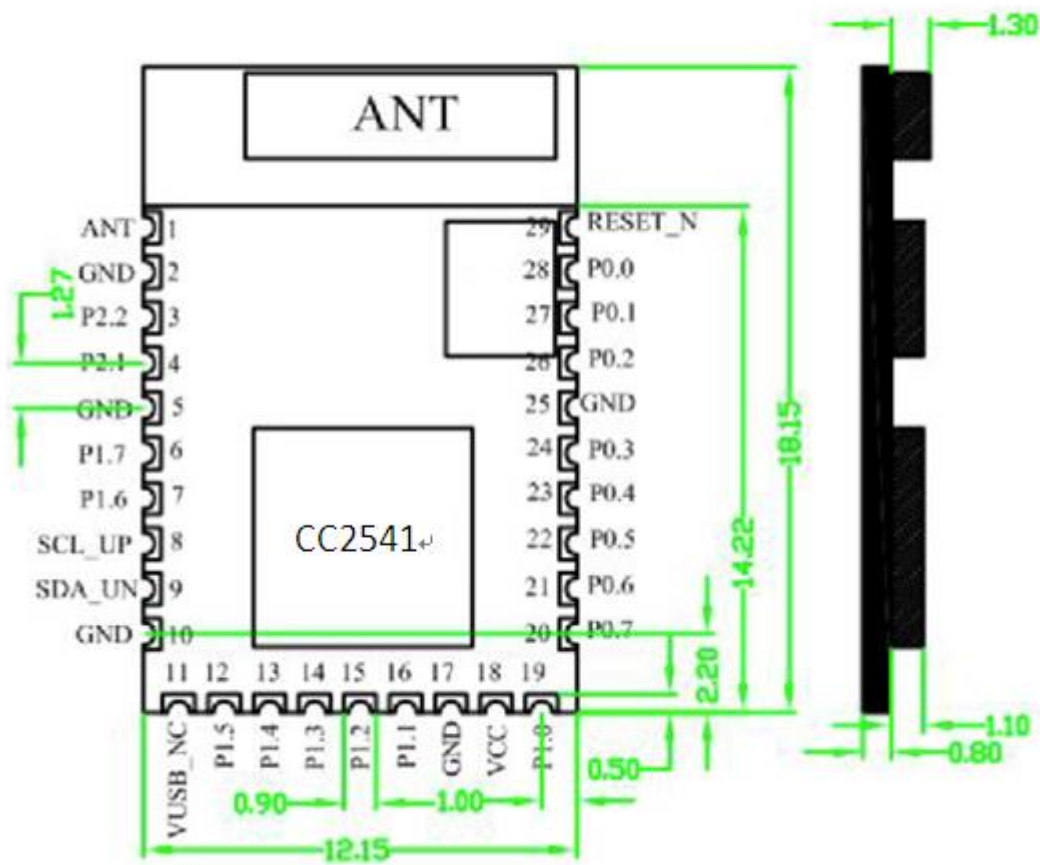 1.30
ANT
ANT 1 29 RESET_N
GND 2 28 P0.0
1.27
P2.2 3 27 P0.1
P2.1 4 26 P0.2
GND 5 25 GND
P1.7 6 24 P0.3
18.15
P1.6 7 23 P0.4
SCL_UP 8 CC2541↵ 22 P0.5
14.22
SDA_UN 9 21 P0.6
GND 10 20 P0.7
11 12 13 14 15 16 17 18 19
2.20
VUSB_NC P1.5 P1.4 P1.3 P1.2 P1.1 GND VCC P1.0
1.10
0.80
0.50
0.90 1.00
12.15